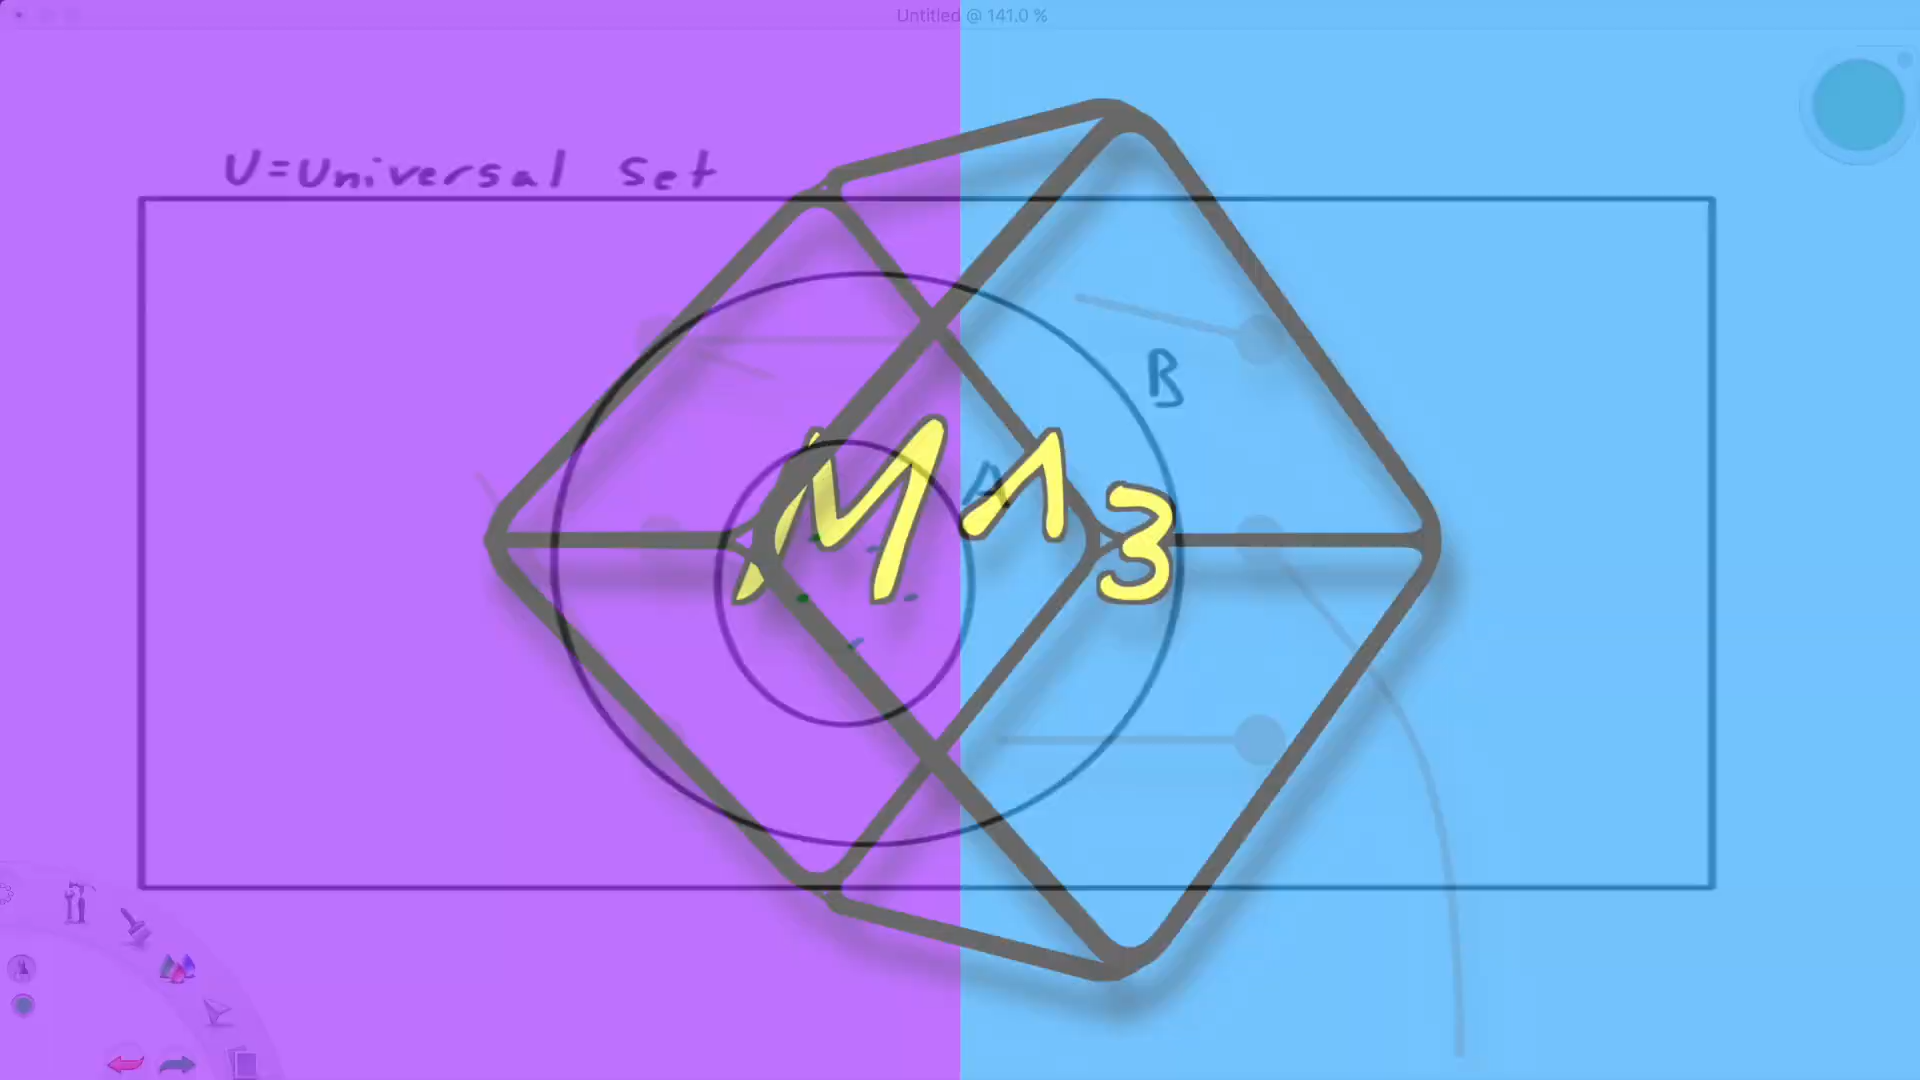 Untitled @ 141.0 %
U=Universal Set
B
A
M13